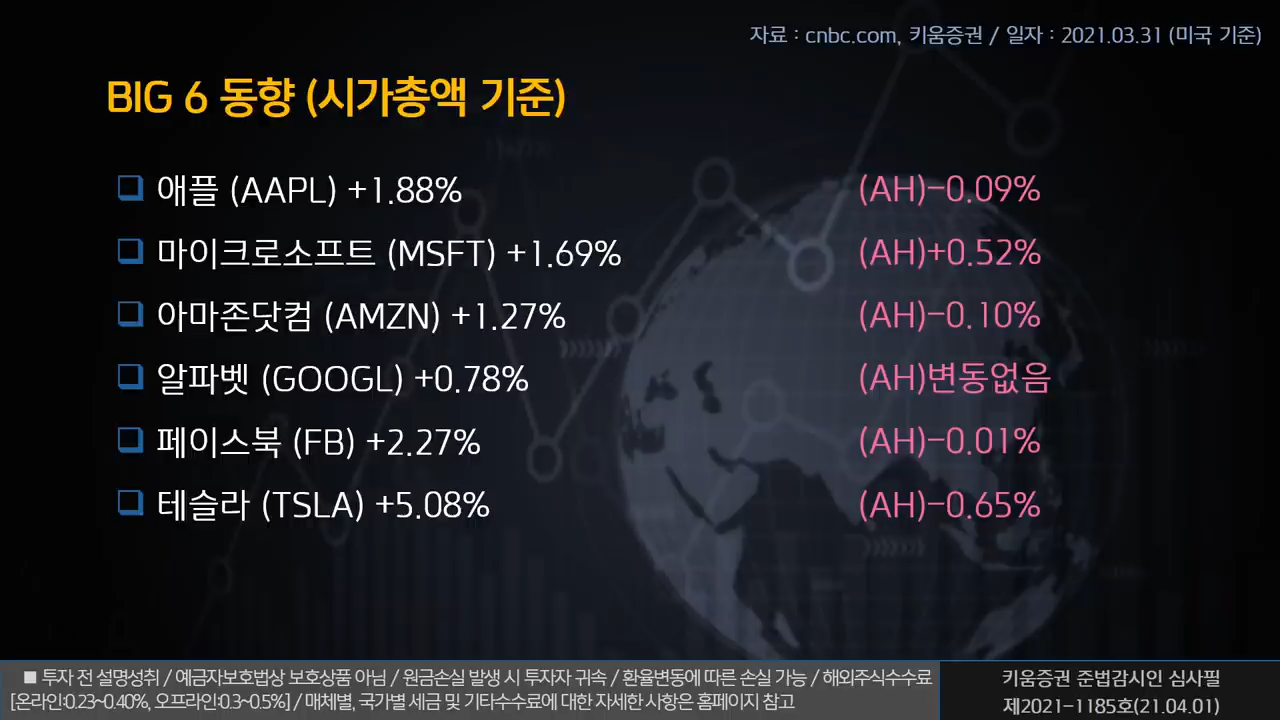 자료 : cnbc.com, 키움증권 / 일자 : 2021.03.31 (미국 기준)
BIG 6 동향 (시가총액 기준)
애플 (AAPL) +1.88% (AH)-0.09%
마이크로소프트 (MSFT) +1.69% (AH)+0.52%
아마존닷컴 (AMZN) +1.27% (AH)-0.10%
알파벳 (GOOGL) +0.78% (AH)변동없음
페이스북 (FB) +2.27% (AH)-0.01%
테슬라 (TSLA) +5.08% (AH)-0.65%
■ 투자 전 설명성취 / 예금자보호법상 보호상품 아님 / 원금손실 발생 시 투자자 귀속 / 환율변동에 따른 손실 가능 / 해외주식수수료
[온라인:0.23~0.40%, 오프라인:0.3~0.5%] / 매체별, 국가별 세금 및 기타수수료에 대한 자세한 사항은 홈페이지 참고
키움증권 준법감시인 심사필
제2021-1185호(21.04.01)